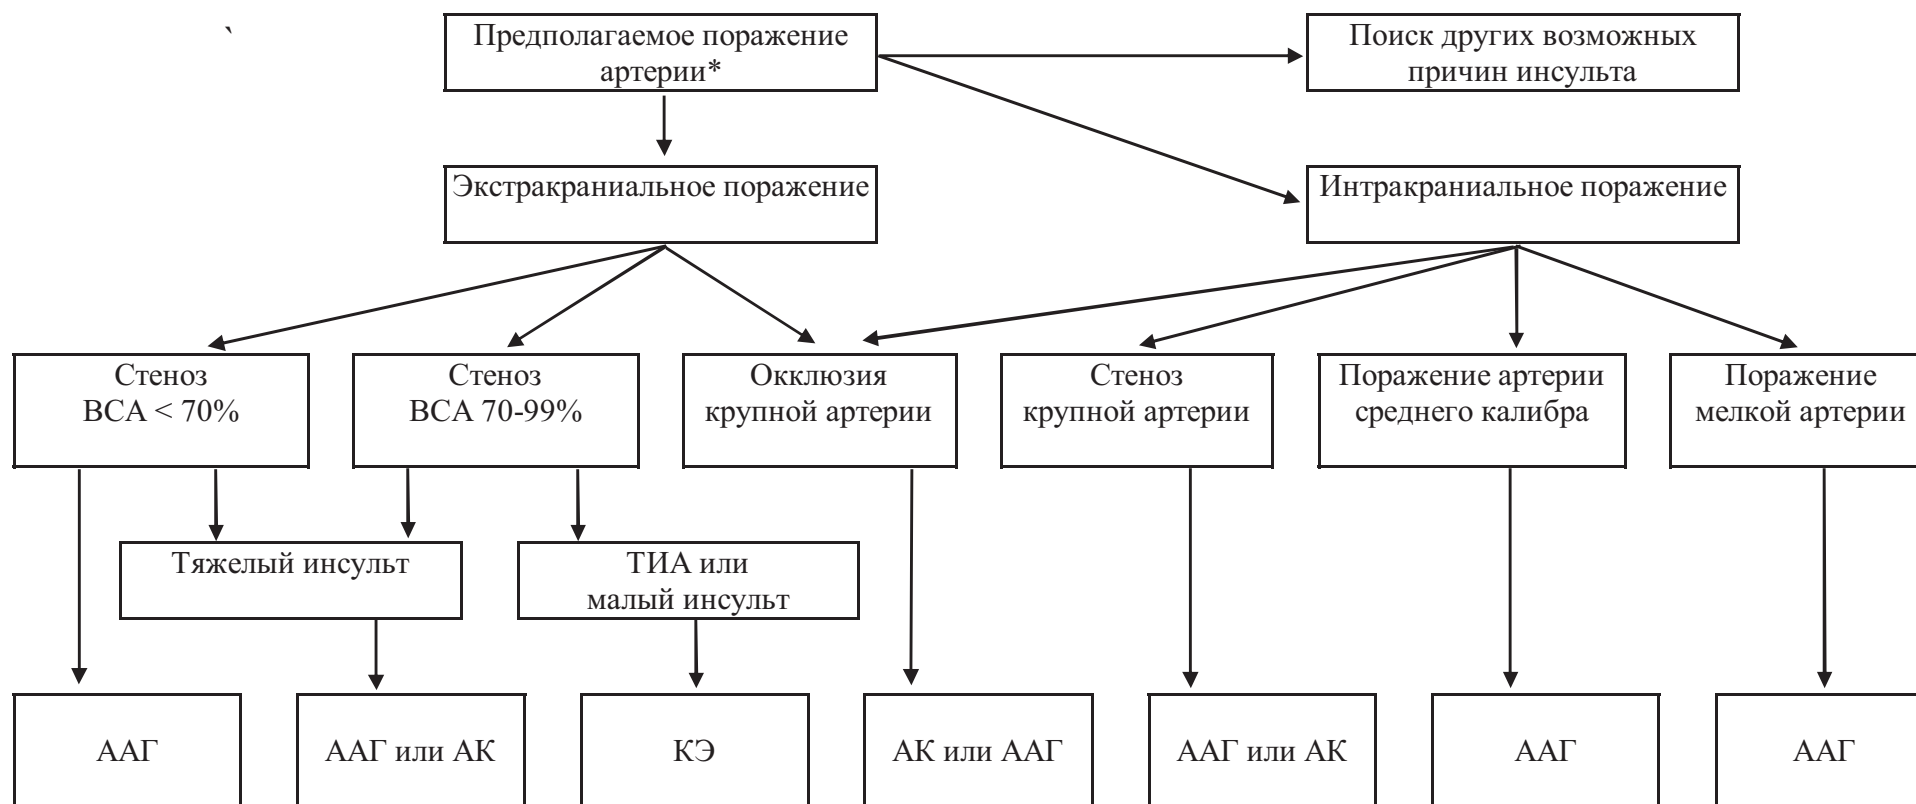 `
Предполагаемое поражение
артерии*
Поиск других возможных
причин инсульта
Экстракраниальное поражение
Интракраниальное поражение
Стеноз
ВСА < 70%
Стеноз
ВСА 70-99%
Окклюзия
крупной артерии
Стеноз
крупной артерии
Поражение артерии
среднего калибра
Поражение
мелкой артерии
Тяжелый инсульт
ТИА или
малый инсульт
ААГ
ААГ или АК
КЭ
АК или ААГ
ААГ или АК
ААГ
ААГ